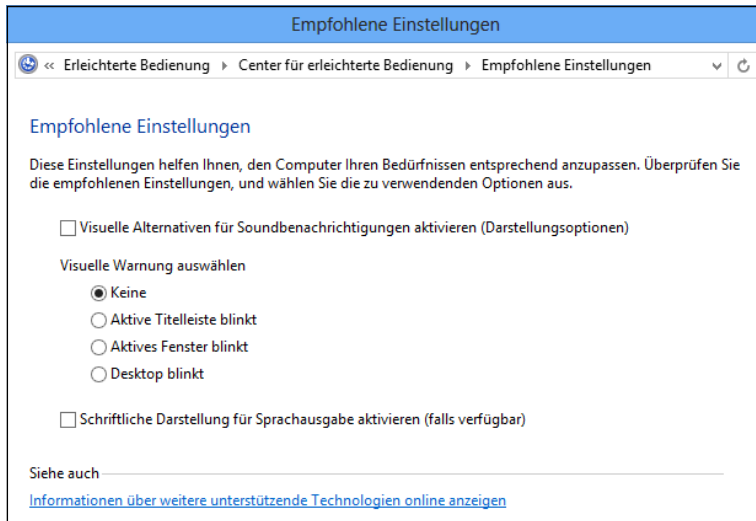 Empfohlene Einstellungen
« Erleichterte Bedienung ▸ Center für erleichterte Bedienung ▸ Empfohlene Einstellungen
Empfohlene Einstellungen
Diese Einstellungen helfen Ihnen, den Computer Ihren Bedürfnissen entsprechend anzupassen. Überprüfen Sie
die empfohlenen Einstellungen, und wählen Sie die zu verwendenden Optionen aus.
Visuelle Alternativen für Soundbenachrichtigungen aktivieren (Darstellungsoptionen)
Visuelle Warnung auswählen
Keine
Aktive Titelleiste blinkt
Aktives Fenster blinkt
Desktop blinkt
Schriftliche Darstellung für Sprachausgabe aktivieren (falls verfügbar)
Siehe auch
Informationen über weitere unterstützende Technologien online anzeigen